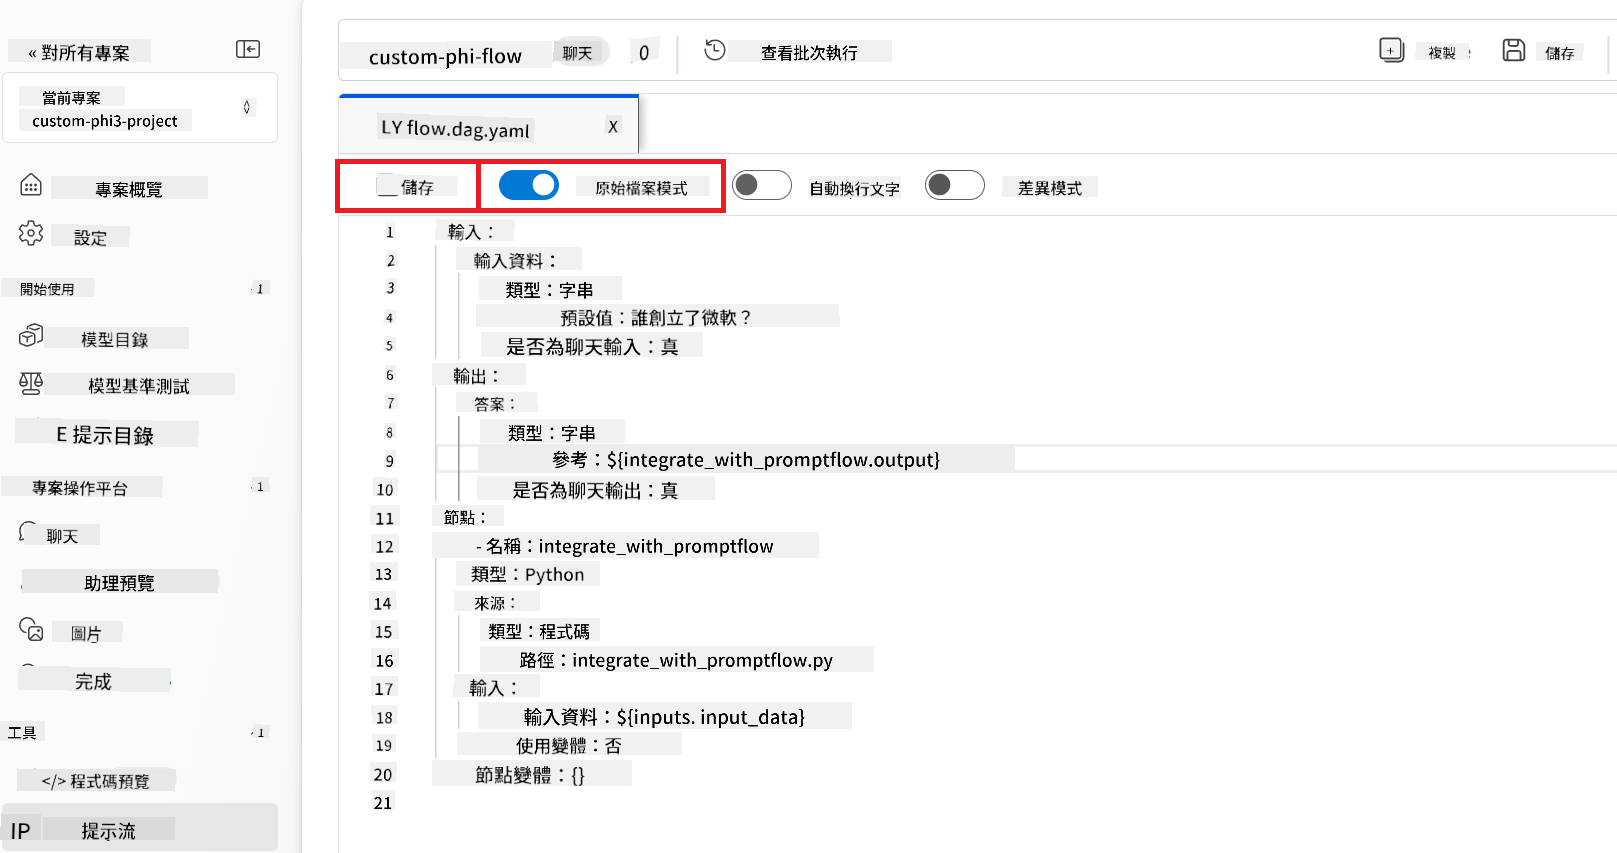 « 對所有專案
當前專案
custom-phi3-project
專案概覽
設定
開始使用
1
模型目錄
模型基準測試
E 提示目錄
專案操作平台
1
聊天
助理預覽
圖片
完成
工具
1
</> 程式碼預覽
IP 提示流
custom-phi-flow 聊天 0 查看批次執行 複製 儲存
LY flow.dag.yaml X
儲存 原始檔案模式 自動換行文字 差異模式
1 輸入：
2 輸入資料：
3 類型：字串
4 預設值：誰創立了微軟？
5 是否為聊天輸入：真
6 輸出：
7 答案：
8 類型：字串
9 參考：${integrate_with_promptflow.output}
10 是否為聊天輸出：真
11 節點：
12 - 名稱：integrate_with_promptflow
13 類型：Python
14 來源：
15 類型：程式碼
16 路徑：integrate_with_promptflow.py
17 輸入：
18 輸入資料：${inputs. input_data}
19 使用變體：否
20 節點變體：{}
21